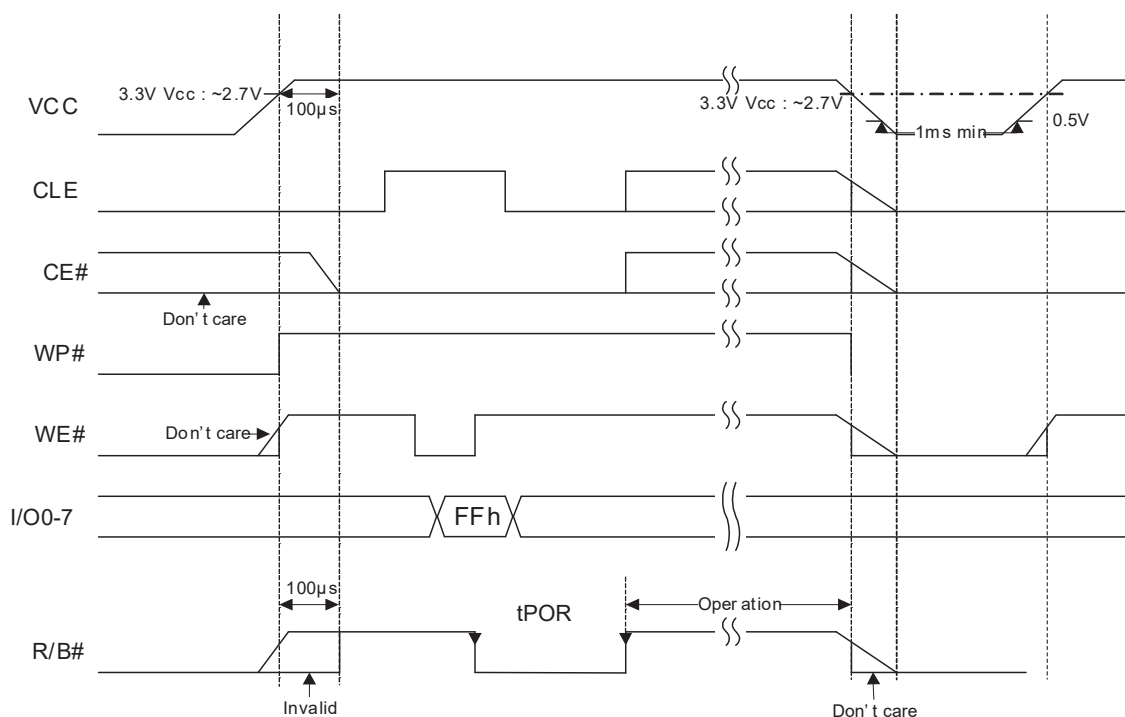 3.3V Vcc : ~2.7V
3.3V Vcc : ~2.7V
VCC
100μs
1ms min
0.5V
CLE
CE#
Don't care
WP#
Don't care
WE#
I/O0-7
FFh
100μs
tPOR
Operation
R/B#
Invalid
Don't care